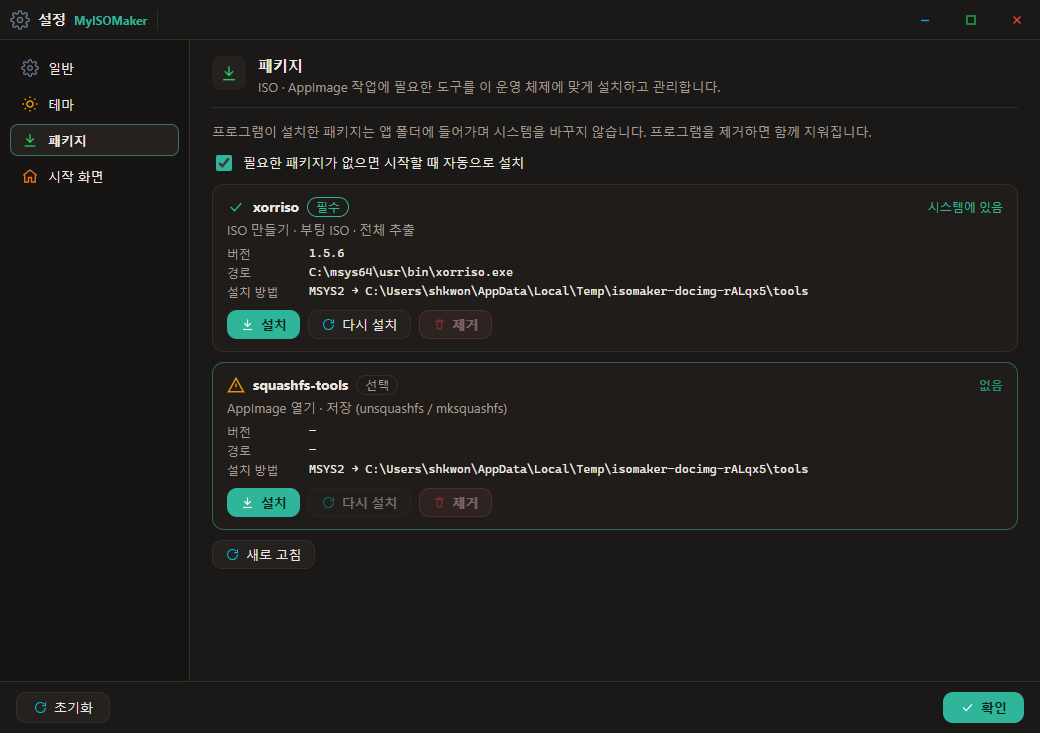 설정 MyISOMaker
일반
테마
패키지
시작 화면
패키지
ISO · AppImage 작업에 필요한 도구를 이 운영 체제에 맞게 설치하고 관리합니다.
프로그램이 설치한 패키지는 앱 폴더에 들어가며 시스템을 바꾸지 않습니다. 프로그램을 제거하면 함께 지워집니다.
필요한 패키지가 없으면 시작할 때 자동으로 설치
xorriso 필수 시스템에 있음
ISO 만들기 · 부팅 ISO · 전체 추출
버전 1.5.6
경로 C:\msys64\usr\bin\xorriso.exe
설치 방법 MSYS2 → C:\Users\shkwon\AppData\Local\Temp\isomaker-docimg-rALqx5\tools
설치 다시 설치 제거
squashfs-tools 선택 없음
AppImage 열기 · 저장 (unsquashfs / mksquashfs)
버전 —
경로 —
설치 방법 MSYS2 → C:\Users\shkwon\AppData\Local\Temp\isomaker-docimg-rALqx5\tools
설치 다시 설치 제거
새로 고침
초기화 확인